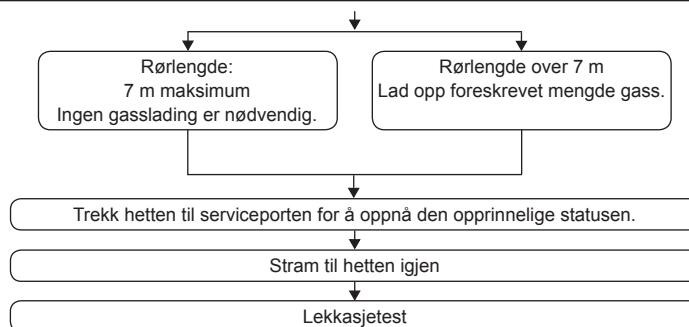 Rørlengde:
7 m maksimum
Ingen gasslading er nødvendig.
Rørlengde over 7 m
Lad opp foreskrevet mengde gass.
Trekk hetten til serviceporten for å oppnå den opprinnelige statusen.
Stram til hetten igjen
Lekkasjetest